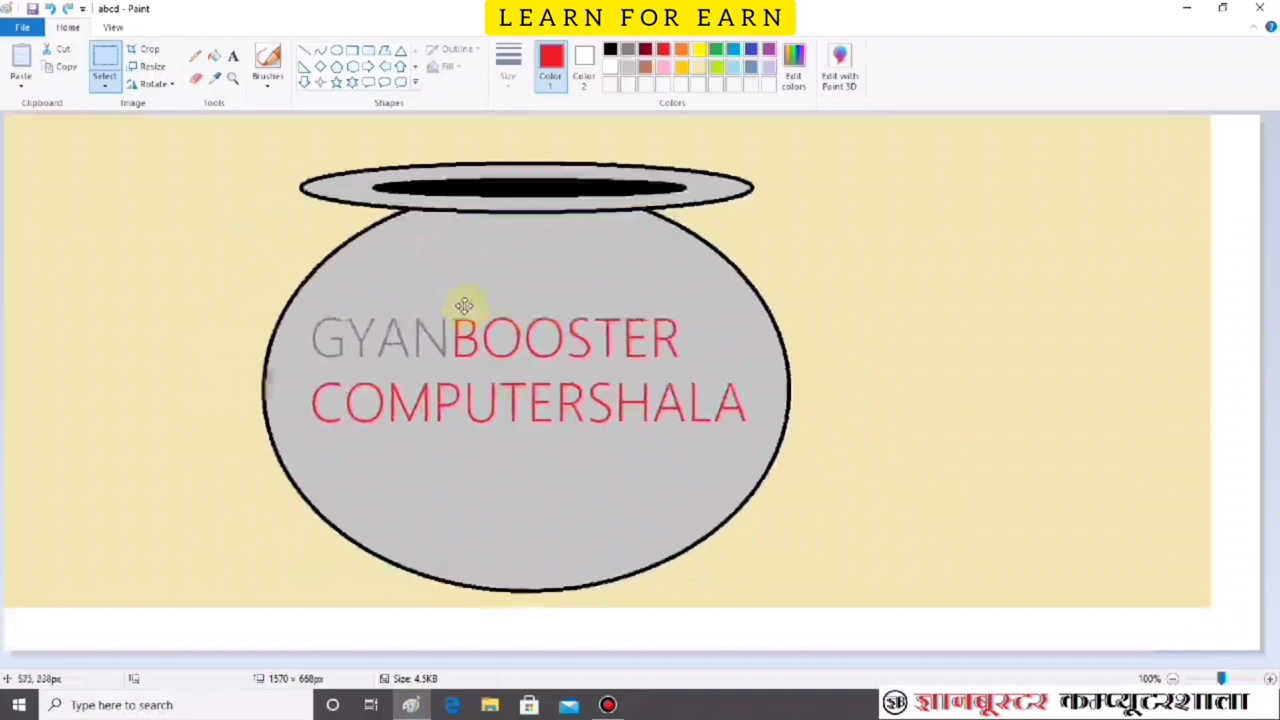 LEARN FOR EARN
abcd - Paint
File Home View
Paste
Cut
Copy
Clipboard
Select
Crop
Resize
Rotate
Image
A
Tools
Brushes
Outline
Fill
Shapes
Size
Color 1
Color 2
Colors
Edit colors
Edit with Paint 3D
GYANBOOSTER
COMPUTERSHALA
575, 238px
1570 × 668px
Size: 4.5KB
100%
Type here to search
ज्ञानबूस्टर कम्प्यूटरशाला